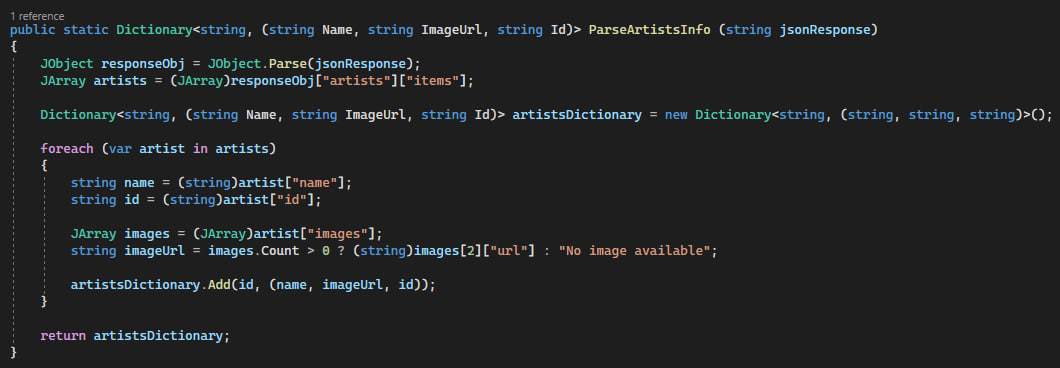 1 reference
public static Dictionary<string, (string Name, string ImageUrl, string Id)> ParseArtistsInfo (string jsonResponse)
{
JObject responseObj = JObject.Parse(jsonResponse);
JArray artists = (JArray)responseObj["artists"]["items"];
Dictionary<string, (string Name, string ImageUrl, string Id)> artistsDictionary = new Dictionary<string, (string, string, string)>();
foreach (var artist in artists)
{
string name = (string)artist["name"];
string id = (string)artist["id"];
JArray images = (JArray)artist["images"];
string imageUrl = images.Count > 0 ? (string)images[2]["url"] : "No image available";
artistsDictionary.Add(id, (name, imageUrl, id));
}
return artistsDictionary;
}